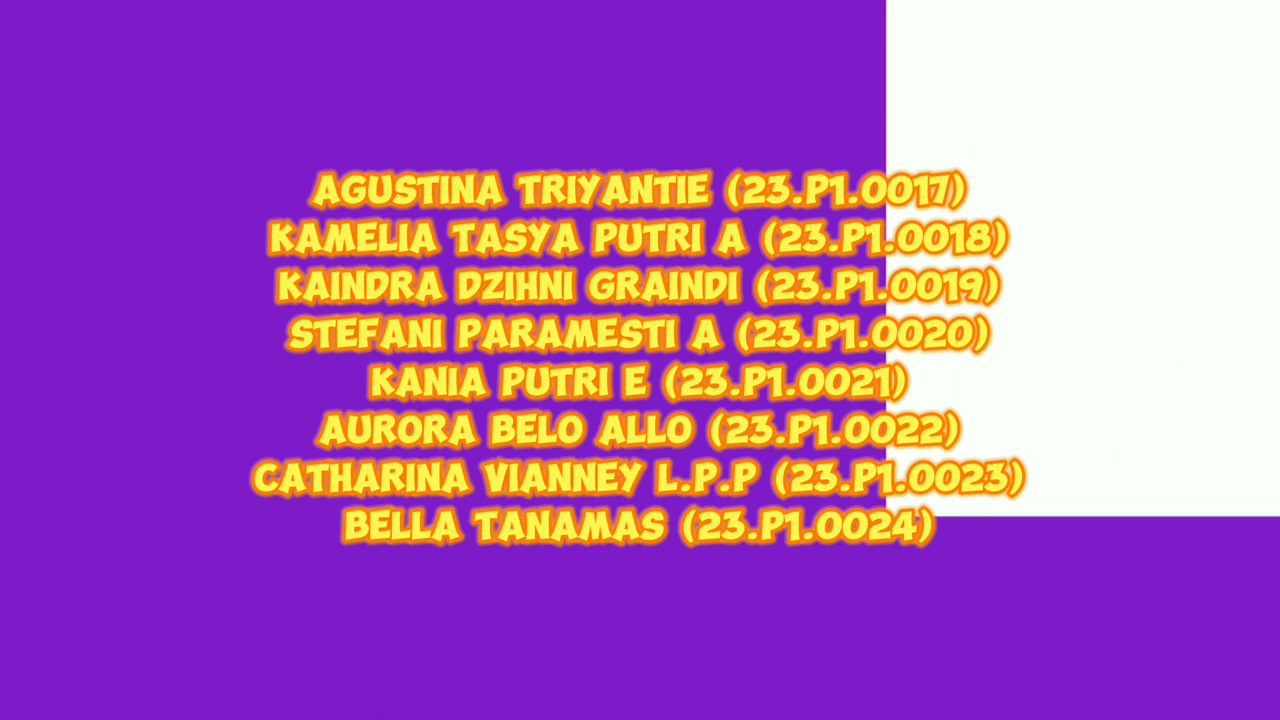 AGUSTINA TRIYANTIE (23.P1.0017)
KAMELIA TASYA PUTRI A (23.P1.0018)
KAINDRA DZIHNI GRAINDI (23.P1.0019)
STEFANI PARAMESTI A (23.P1.0020)
KANIA PUTRI E (23.P1.0021)
AURORA BELO ALLO (23.P1.0022)
CATHARINA VIANNEY L.P.P (23.P1.0023)
BELLA TANAMAS (23.P1.0024)